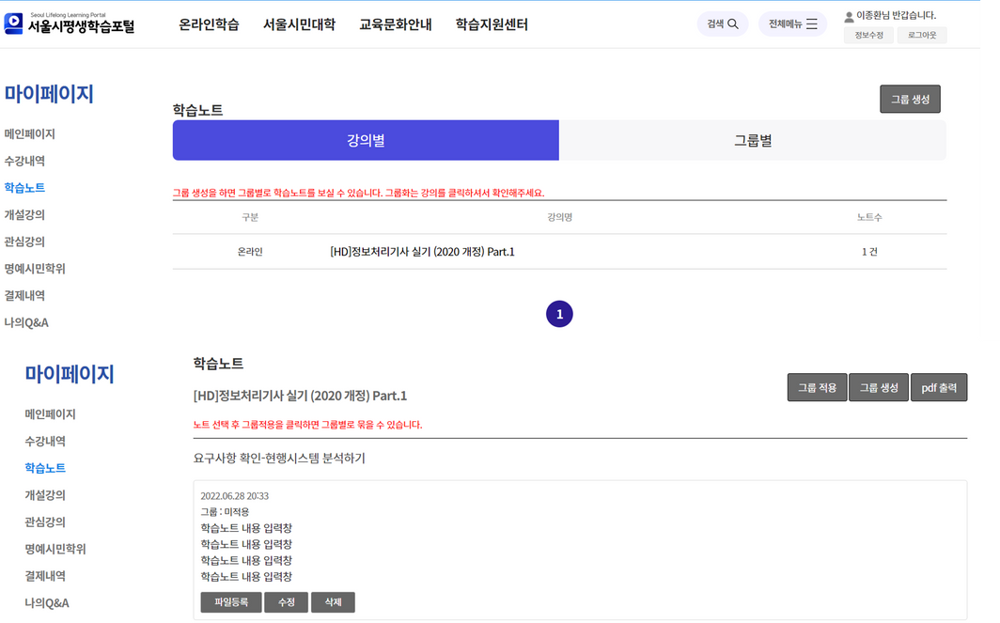 Seoul Lifelong Learning Portal
서울시평생학습포털
온라인학습 서울시민대학 교육문화안내 학습지원센터
검색 전체메뉴
이종환님 반갑습니다.
정보수정 로그아웃
마이페이지
메인페이지
수강내역
학습노트
개설강의
관심강의
명예시민학위
결제내역
나의Q&A
학습노트
그룹 생성
강의별 그룹별
그룹 생성을 하면 그룹별로 학습노트를 보실 수 있습니다. 그룹화는 강의를 클릭하셔서 확인해주세요.
구분 강의명 노트수
온라인 [HD]정보처리기사 실기 (2020 개정) Part.1 1 건
1
마이페이지
메인페이지
수강내역
학습노트
개설강의
관심강의
명예시민학위
결제내역
나의Q&A
학습노트
[HD]정보처리기사 실기 (2020 개정) Part.1
그룹 적용 그룹 생성 pdf 출력
노트 선택 후 그룹적용을 클릭하면 그룹별로 묶을 수 있습니다.
요구사항 확인-현행시스템 분석하기
2022.06.28 20:33
그룹 : 미적용
학습노트 내용 입력창
학습노트 내용 입력창
학습노트 내용 입력창
학습노트 내용 입력창
파일등록 수정 삭제